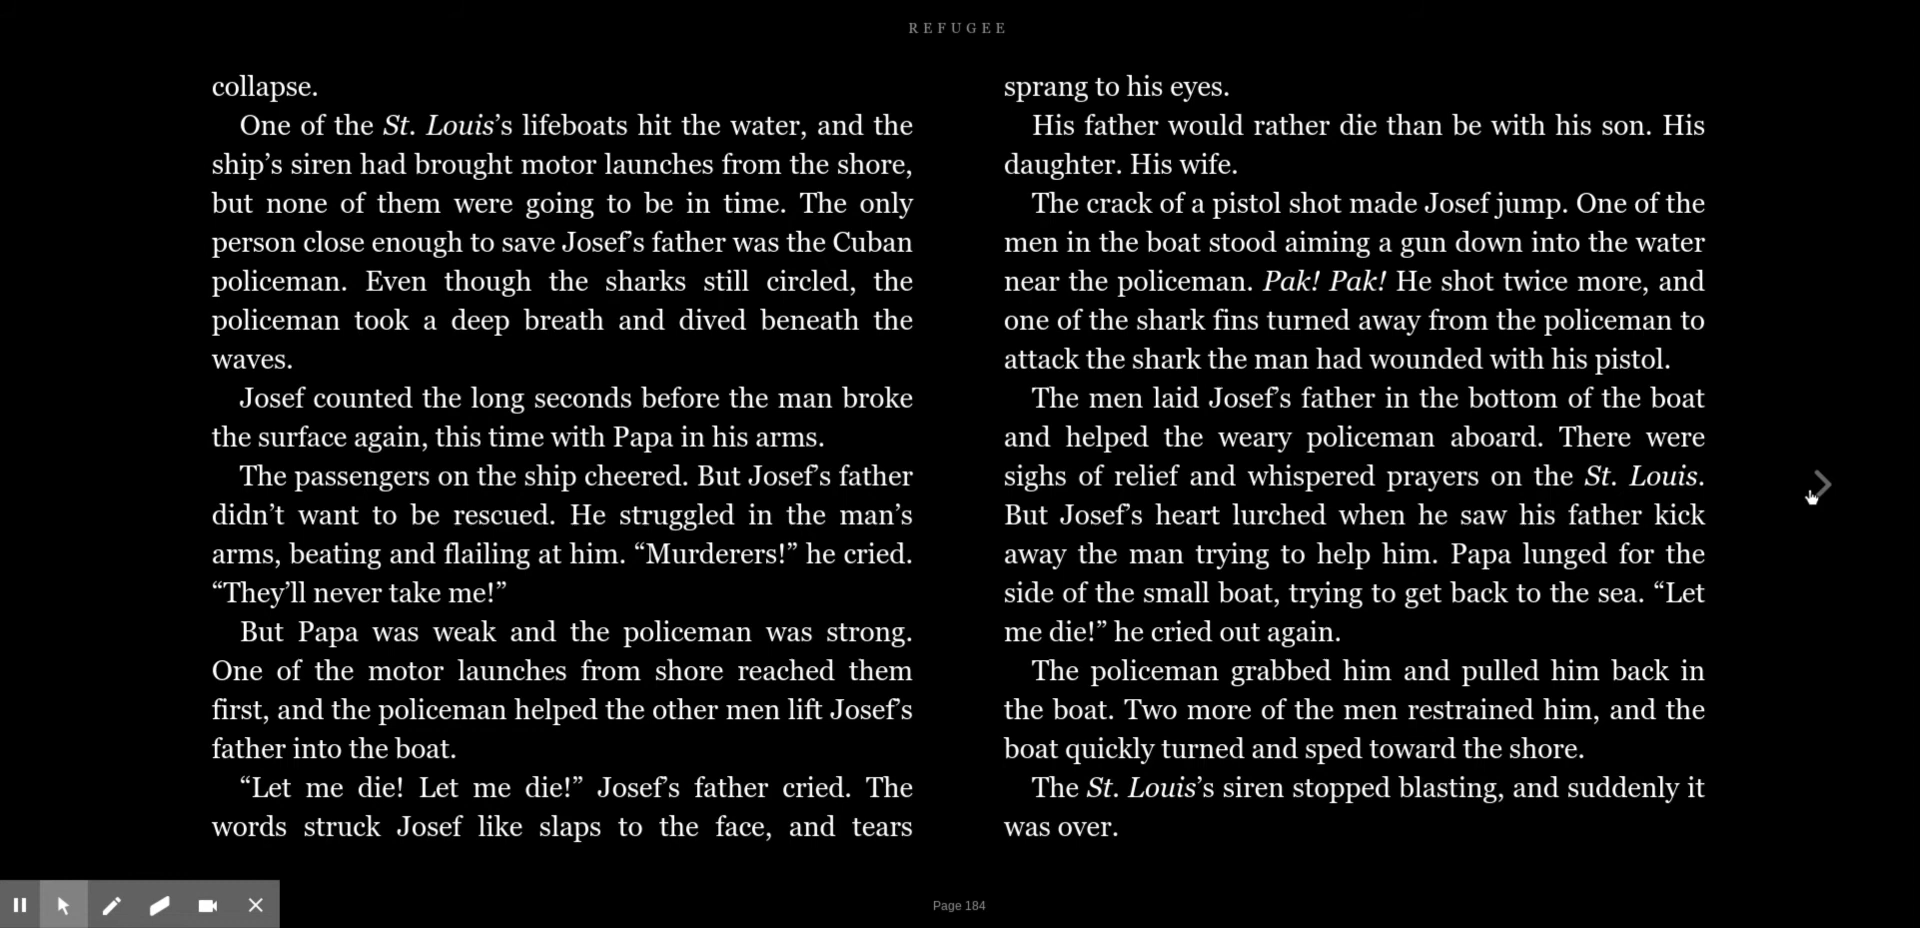 REFUGEE
collapse.
One of the St. Louis’s lifeboats hit the water, and the
ship’s siren had brought motor launches from the shore,
but none of them were going to be in time. The only
person close enough to save Josef’s father was the Cuban
policeman. Even though the sharks still circled, the
policeman took a deep breath and dived beneath the
waves.
Josef counted the long seconds before the man broke
the surface again, this time with Papa in his arms.
The passengers on the ship cheered. But Josef’s father
didn’t want to be rescued. He struggled in the man’s
arms, beating and flailing at him. “Murderers!” he cried.
“They’ll never take me!”
But Papa was weak and the policeman was strong.
One of the motor launches from shore reached them
first, and the policeman helped the other men lift Josef’s
father into the boat.
“Let me die! Let me die!” Josef’s father cried. The
words struck Josef like slaps to the face, and tears
sprang to his eyes.
His father would rather die than be with his son. His
daughter. His wife.
The crack of a pistol shot made Josef jump. One of the
men in the boat stood aiming a gun down into the water
near the policeman. Pak! Pak! He shot twice more, and
one of the shark fins turned away from the policeman to
attack the shark the man had wounded with his pistol.
The men laid Josef’s father in the bottom of the boat
and helped the weary policeman aboard. There were
sighs of relief and whispered prayers on the St. Louis.
But Josef’s heart lurched when he saw his father kick
away the man trying to help him. Papa lunged for the
side of the small boat, trying to get back to the sea. “Let
me die!” he cried out again.
The policeman grabbed him and pulled him back in
the boat. Two more of the men restrained him, and the
boat quickly turned and sped toward the shore.
The St. Louis’s siren stopped blasting, and suddenly it
was over.
Page 184